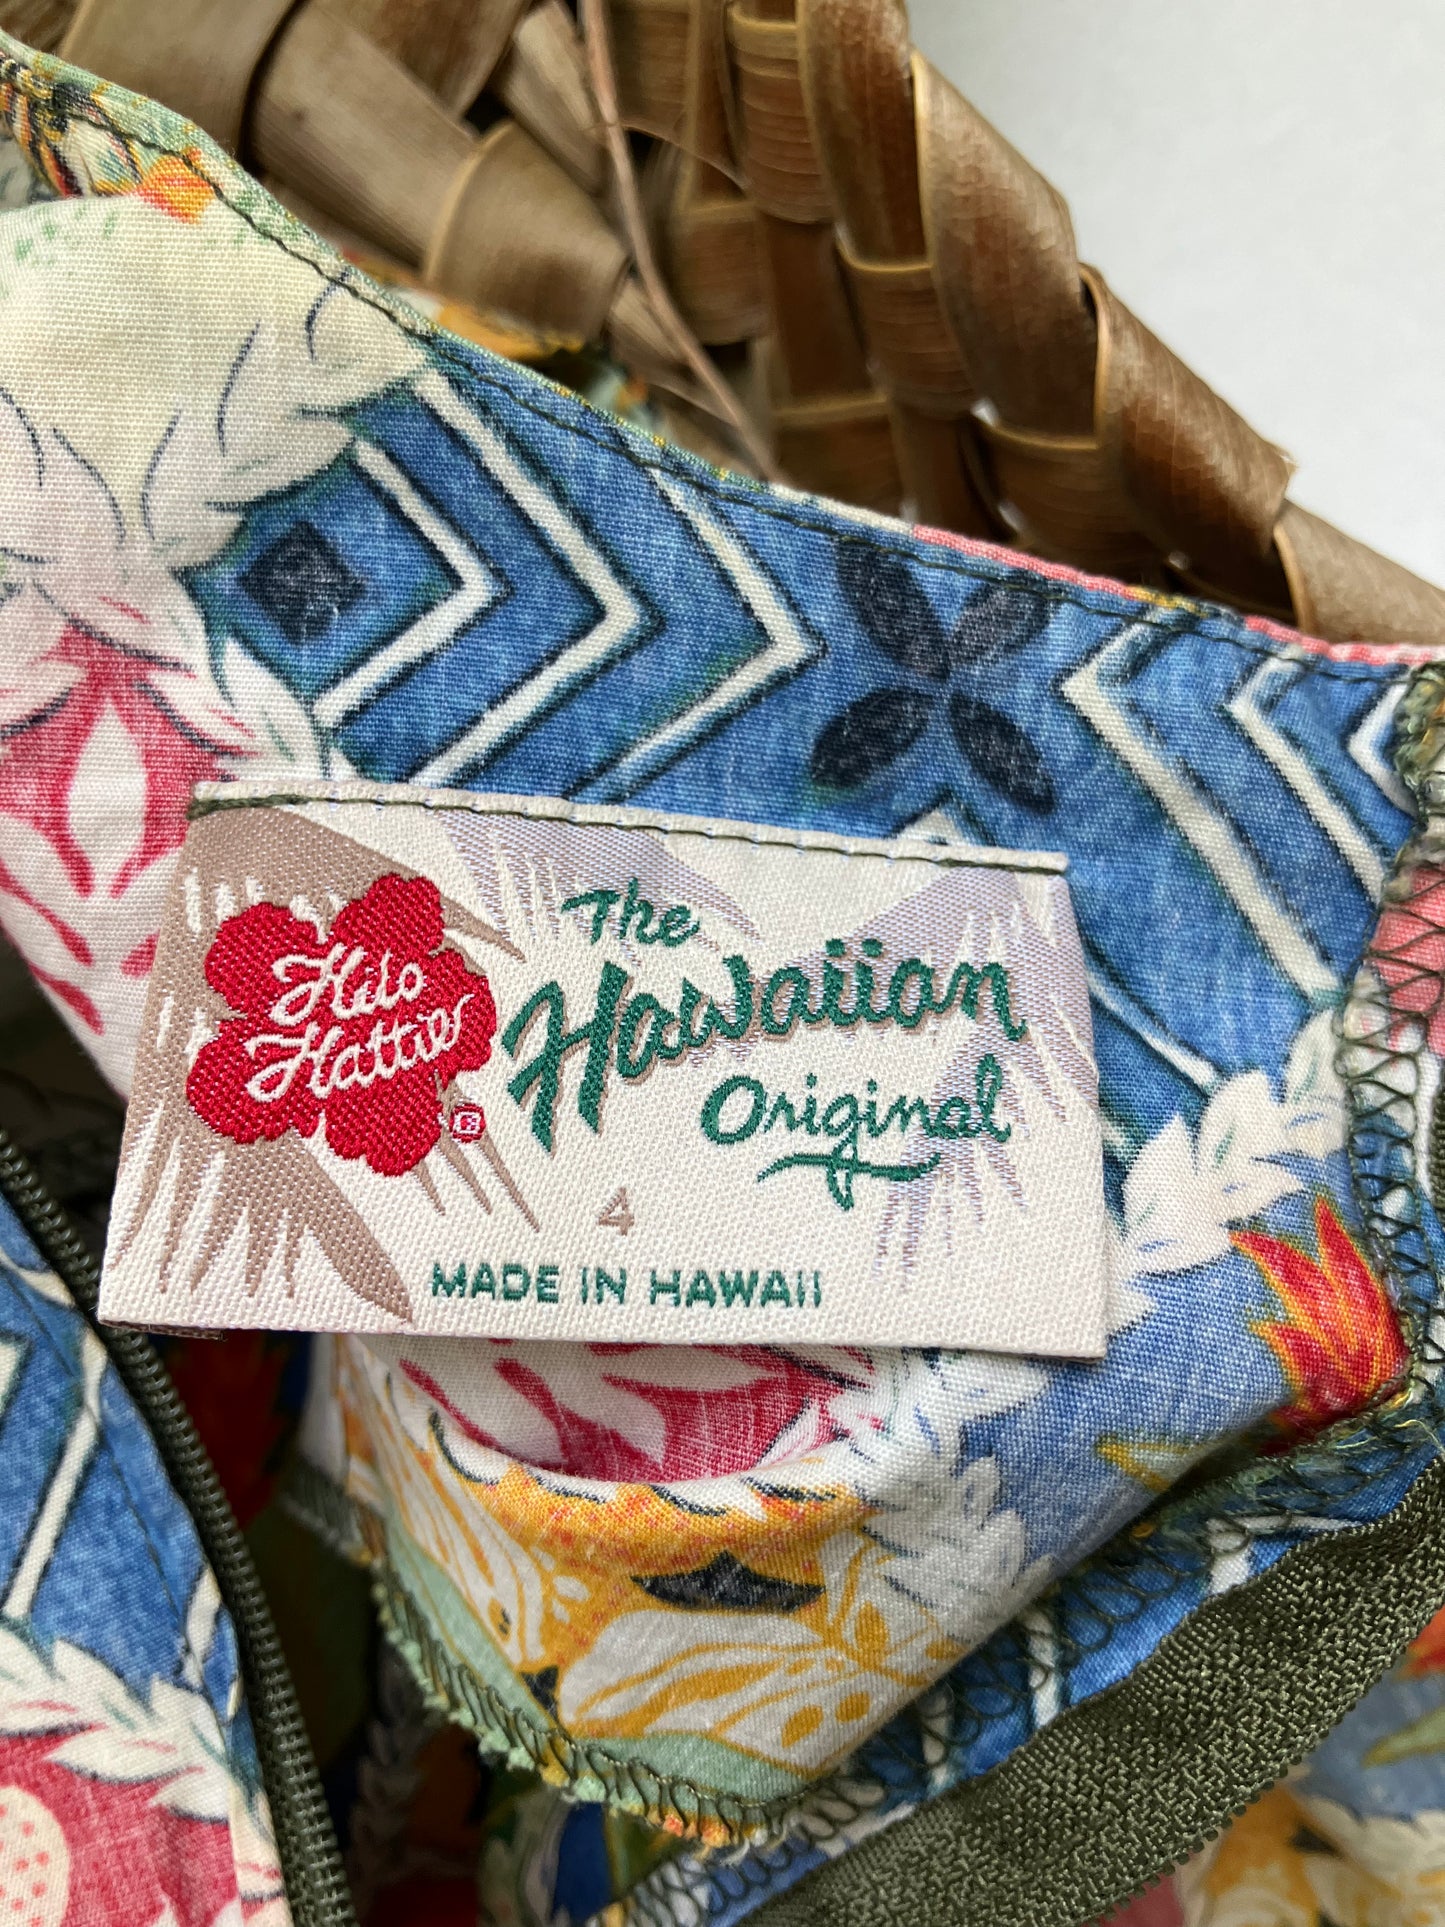 Hilo
Hattie
®
The
Hawaiian
Original
4
MADE IN HAWAII